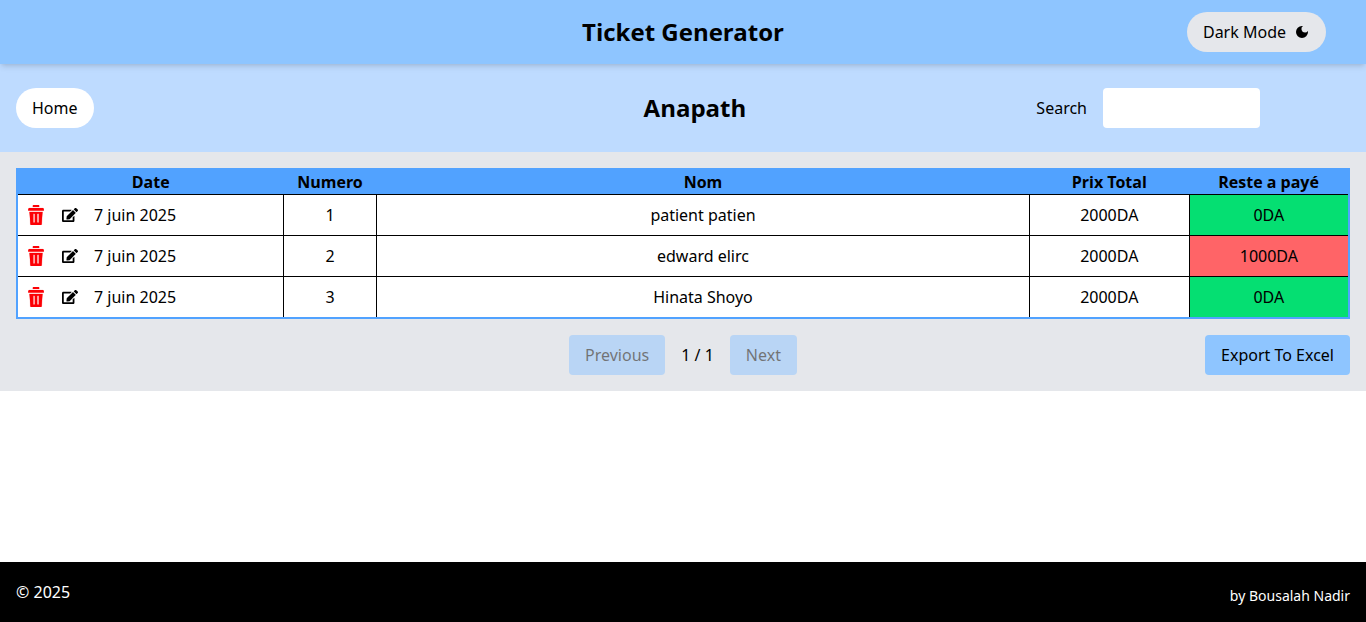 Ticket Generator
Dark Mode
Home
Anapath
Search
Date Numero Nom Prix Total Reste a payé
7 juin 2025 1 patient patien 2000DA 0DA
7 juin 2025 2 edward elirc 2000DA 1000DA
7 juin 2025 3 Hinata Shoyo 2000DA 0DA
Previous 1 / 1 Next Export To Excel
© 2025 by Bousalah Nadir